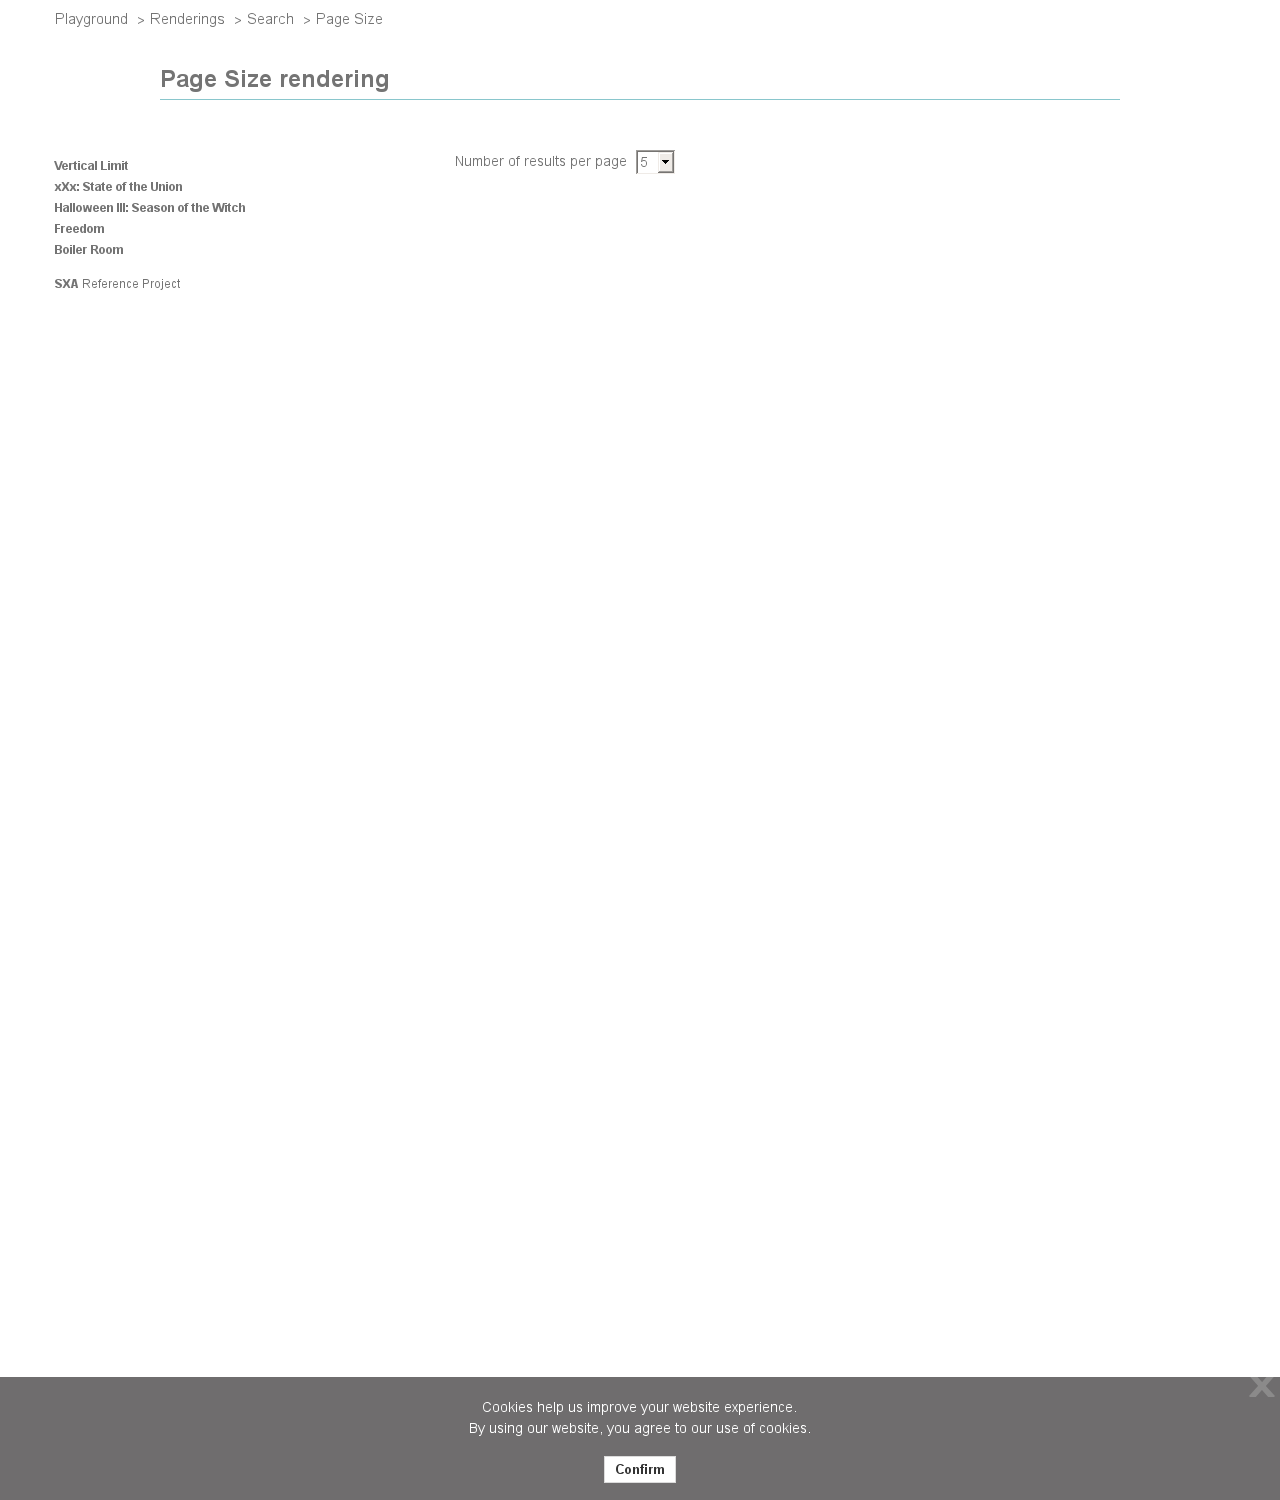 Playground > Renderings > Search > Page Size
Page Size rendering
Vertical Limit
xXx: State of the Union
Halloween III: Season of the Witch
Freedom
Boiler Room
Number of results per page 5
SXA Reference Project
X
Cookies help us improve your website experience.
By using our website, you agree to our use of cookies.
Confirm